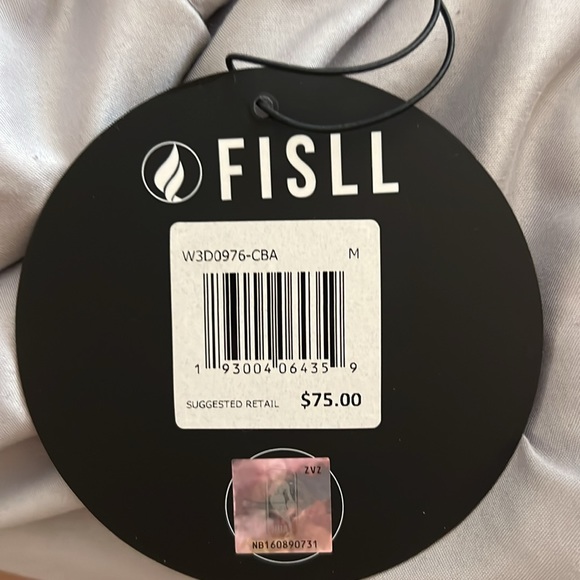 FISLL
W3D0976-CBA M
1 93004 06435 9
SUGGESTED RETAIL $75.00
ZVZ
NB160890731